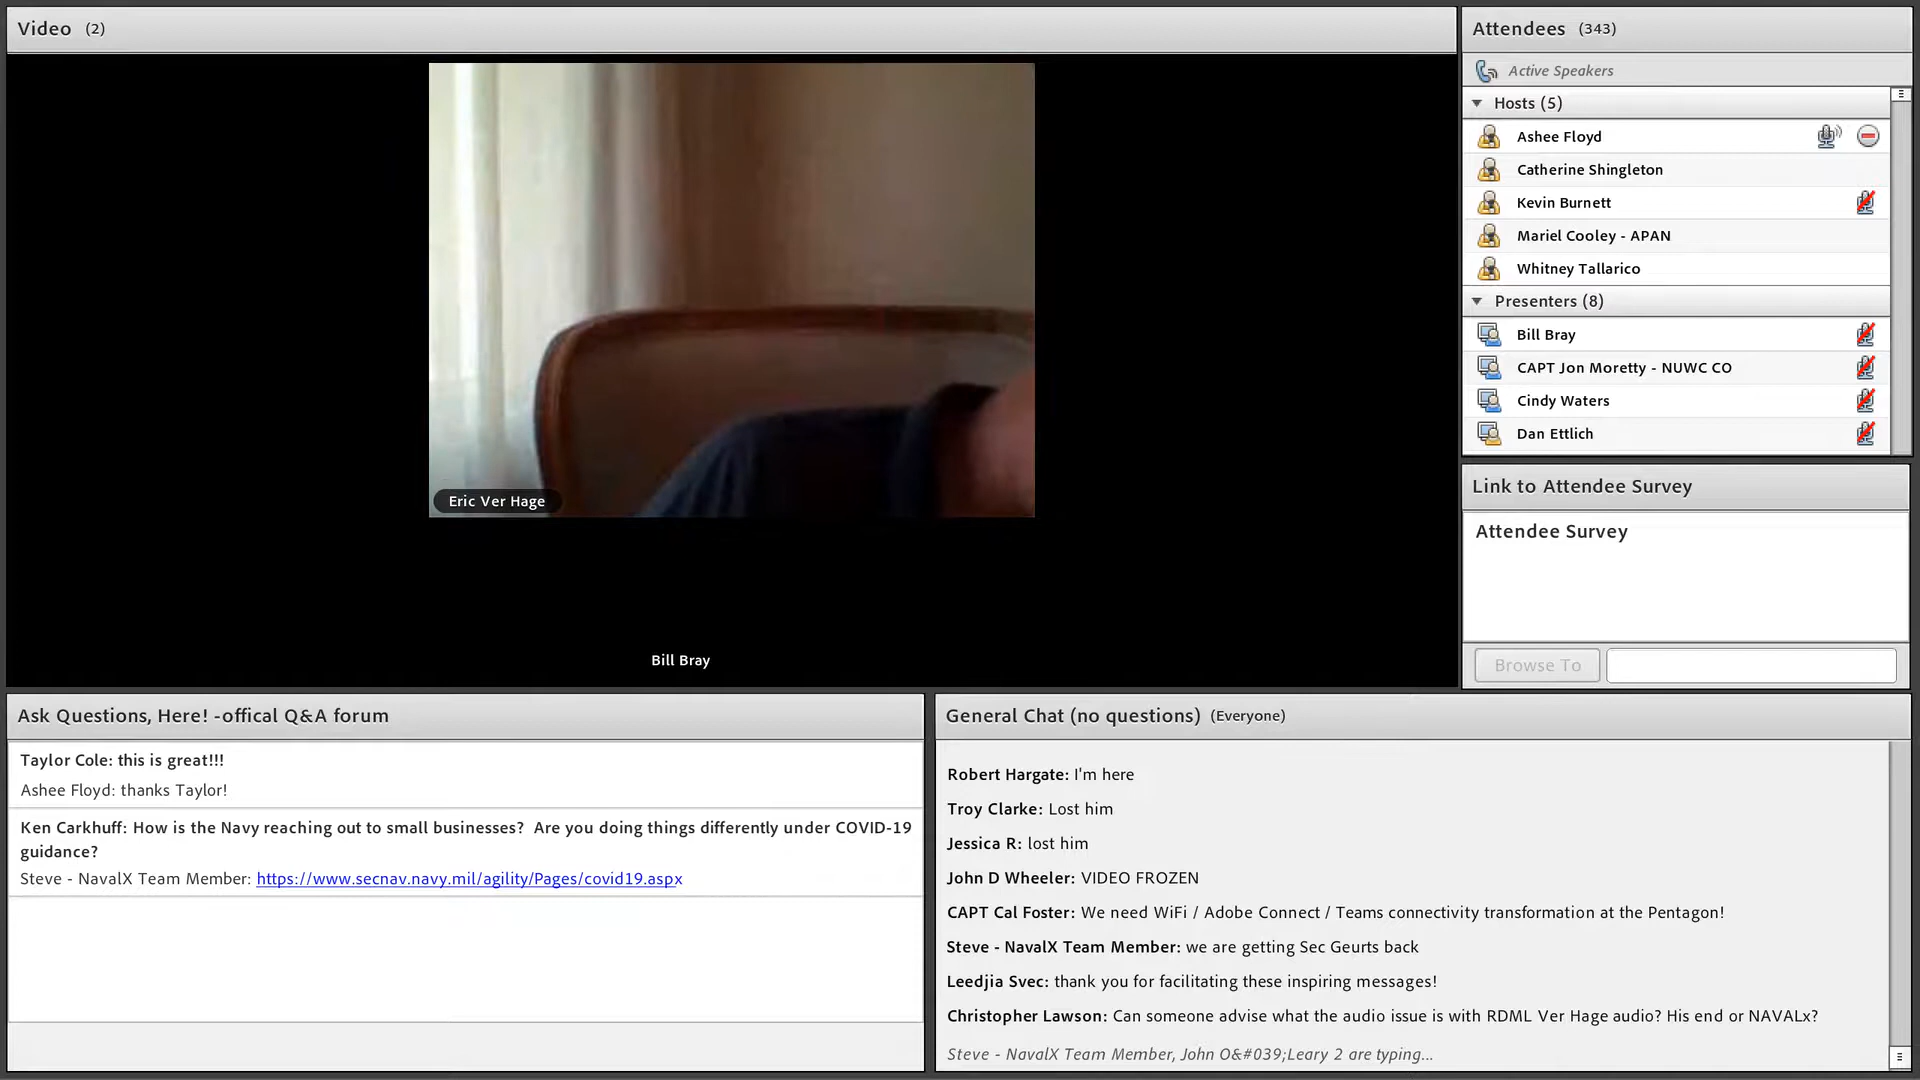 Video (2)
Eric Ver Hage
Bill Bray
Attendees (343)
Active Speakers
Hosts (5)
Ashee Floyd
Catherine Shingleton
Kevin Burnett
Mariel Cooley - APAN
Whitney Tallarico
Presenters (8)
Bill Bray
CAPT Jon Moretty - NUWC CO
Cindy Waters
Dan Ettlich
Link to Attendee Survey
Attendee Survey
Browse To
Ask Questions, Here! -offical Q&A forum
Taylor Cole: this is great!!!
Ashee Floyd: thanks Taylor!
Ken Carkhuff: How is the Navy reaching out to small businesses?  Are you doing things differently under COVID-19
guidance?
Steve - NavalX Team Member: https://www.secnav.navy.mil/agility/Pages/covid19.aspx
General Chat (no questions) (Everyone)
Robert Hargate: I'm here
Troy Clarke: Lost him
Jessica R: lost him
John D Wheeler: VIDEO FROZEN
CAPT Cal Foster: We need WiFi / Adobe Connect / Teams connectivity transformation at the Pentagon!
Steve - NavalX Team Member: we are getting Sec Geurts back
Leedjia Svec: thank you for facilitating these inspiring messages!
Christopher Lawson: Can someone advise what the audio issue is with RDML Ver Hage audio? His end or NAVALx?
Steve - NavalX Team Member, John O&#039;Leary 2 are typing...